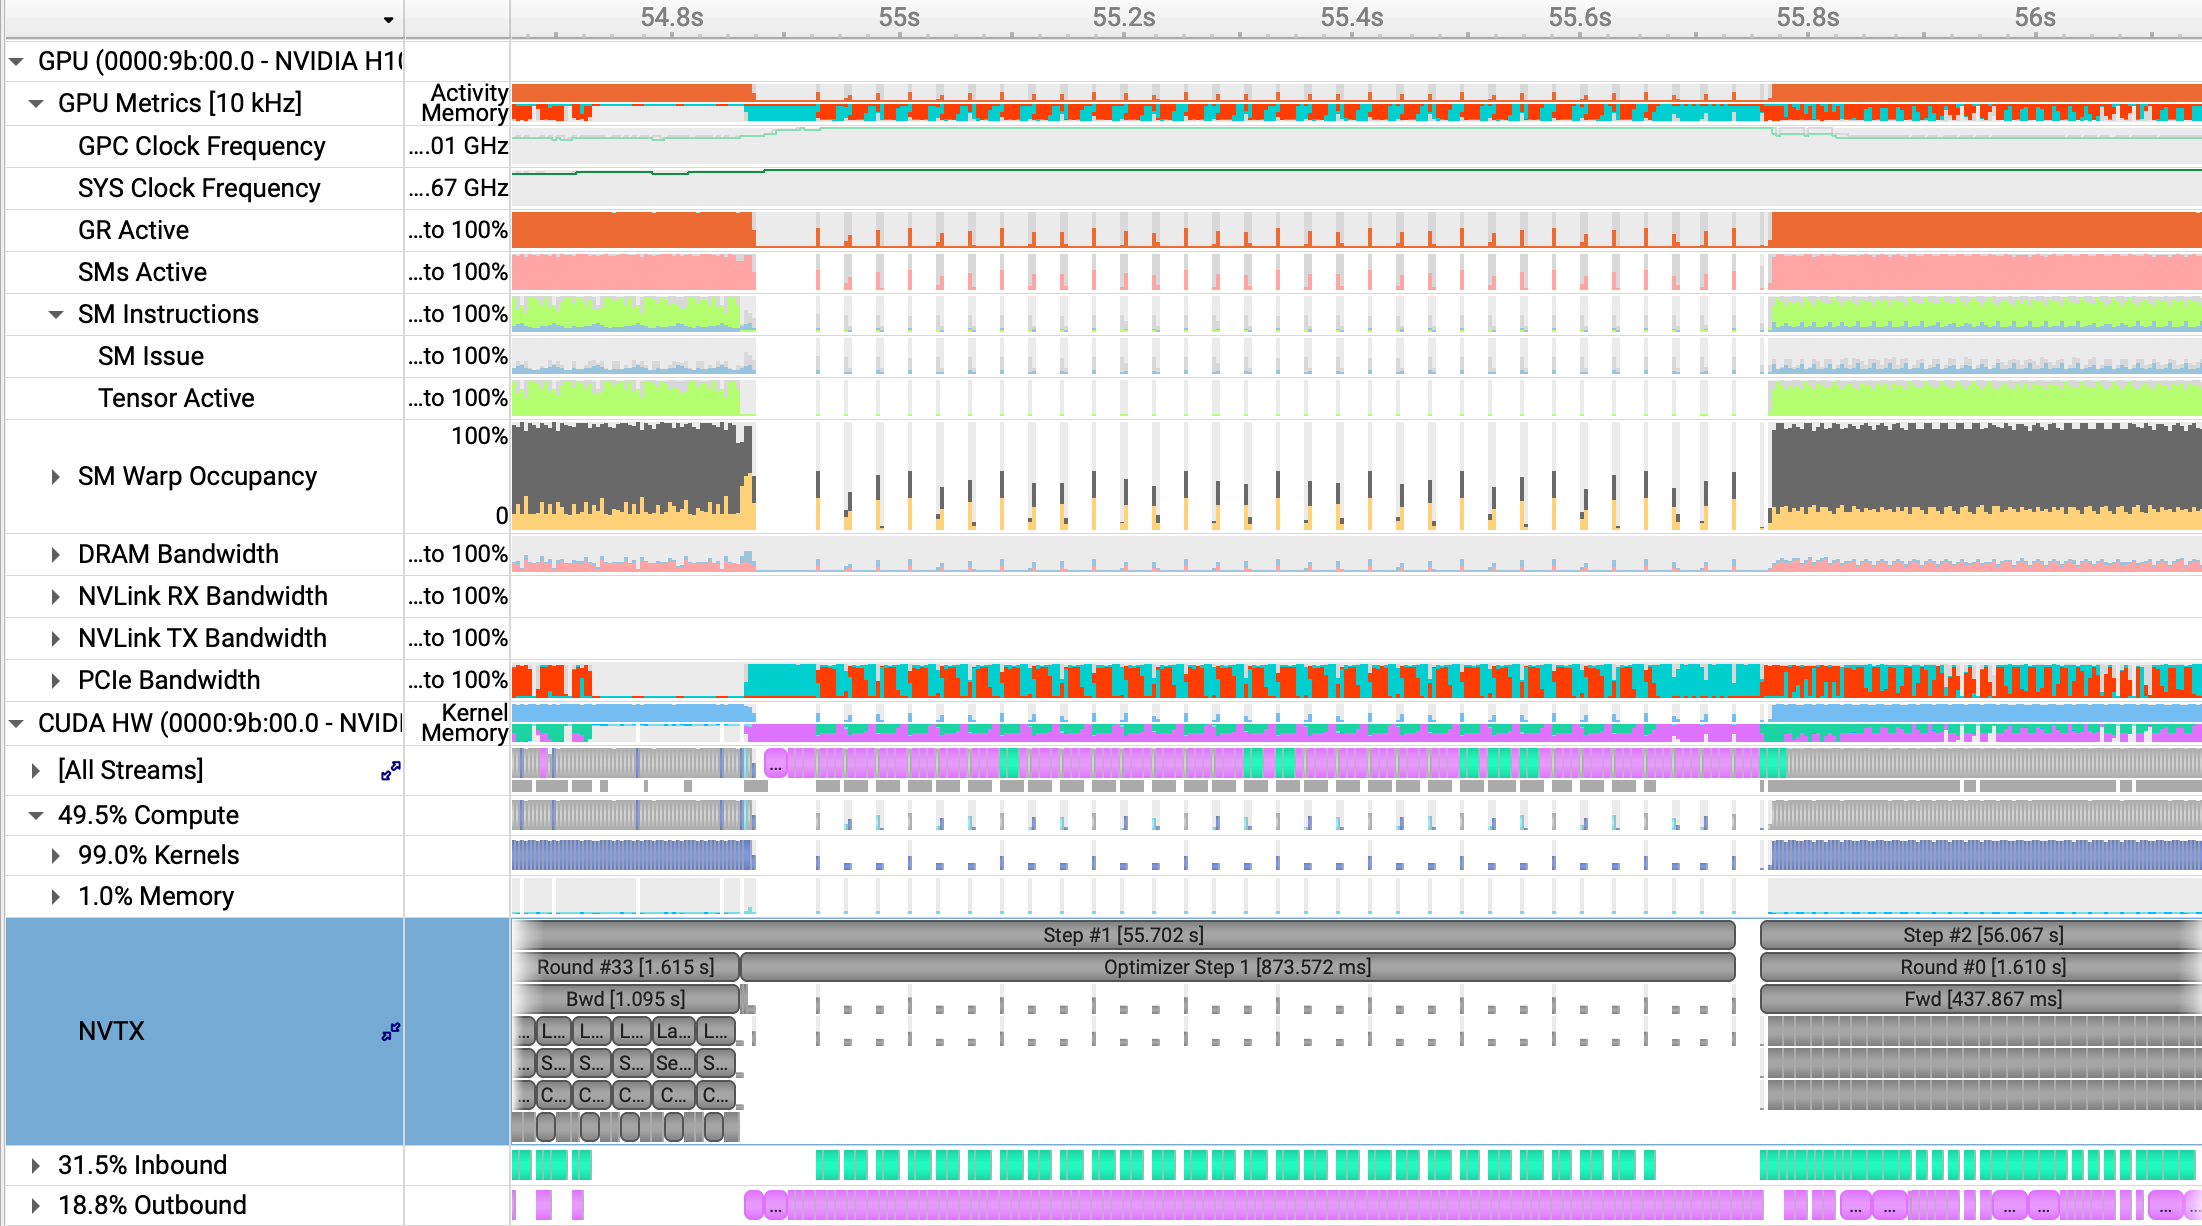 54.8s 55s 55.2s 55.4s 55.6s 55.8s 56s
GPU (0000:9b:00.0 - NVIDIA H10
GPU Metrics [10 kHz] Activity
Memory
GPC Clock Frequency ....01 GHz
SYS Clock Frequency ....67 GHz
GR Active ...to 100%
SMs Active ...to 100%
SM Instructions ...to 100%
SM Issue ...to 100%
Tensor Active ...to 100%
100%
SM Warp Occupancy
0
DRAM Bandwidth ...to 100%
NVLink RX Bandwidth ...to 100%
NVLink TX Bandwidth ...to 100%
PCIe Bandwidth ...to 100%
CUDA HW (0000:9b:00.0 - NVIDI Kernel
Memory
[All Streams] ...
49.5% Compute
99.0% Kernels
1.0% Memory
Step #1 [55.702 s] Step #2 [56.067 s]
Round #33 [1.615 s] Optimizer Step 1 [873.572 ms] Round #0 [1.610 s]
Bwd [1.095 s] Fwd [437.867 ms]
NVTX
... L... L... L... La... L...
... S... S... S... Se... S...
... C... C... C... C... C...
31.5% Inbound
18.8% Outbound ... ... ... ... ... ... ...